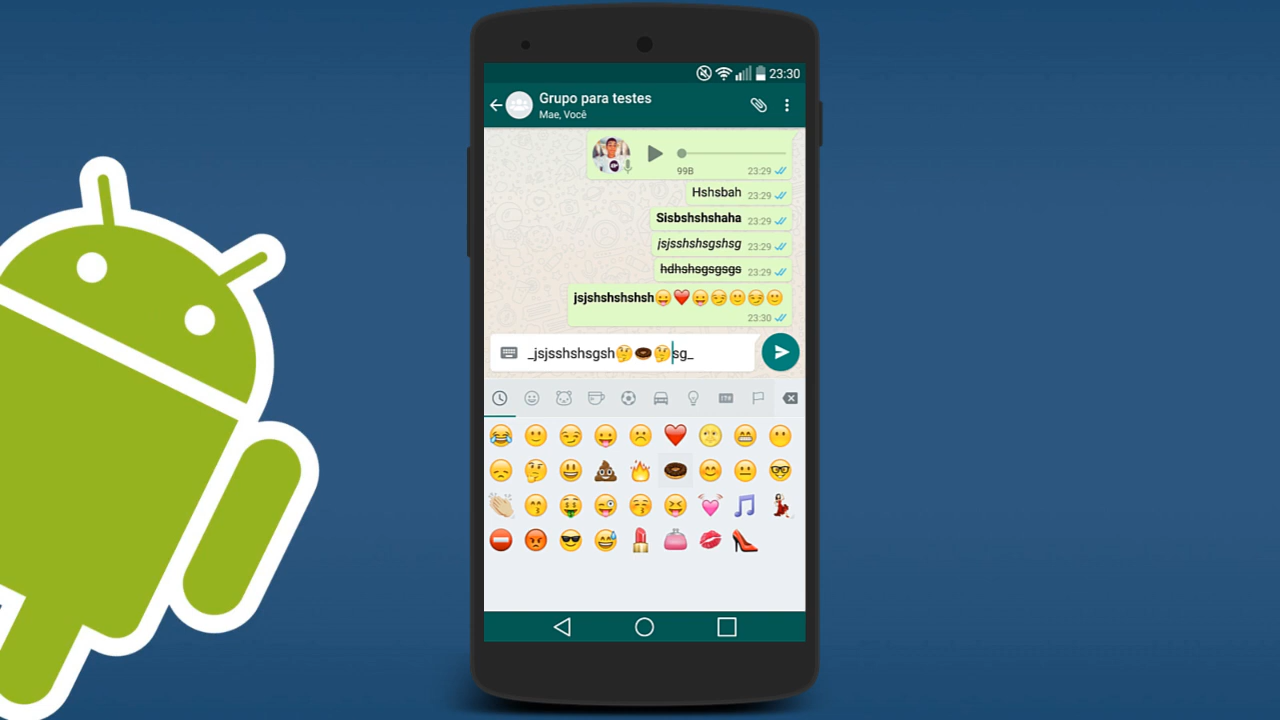 23:30
Grupo para testes
Mae, Você
99B 23:29
Hshsbah 23:29
Sisbshshshaha 23:29
jsjsshshsgshsg 23:29
hdhshsgsgsgs 23:29
jsjshshshshsh😛❤️😛😏🙂😏🙂
23:30
_jsjsshshsgsh🤔🍩🤔sg_